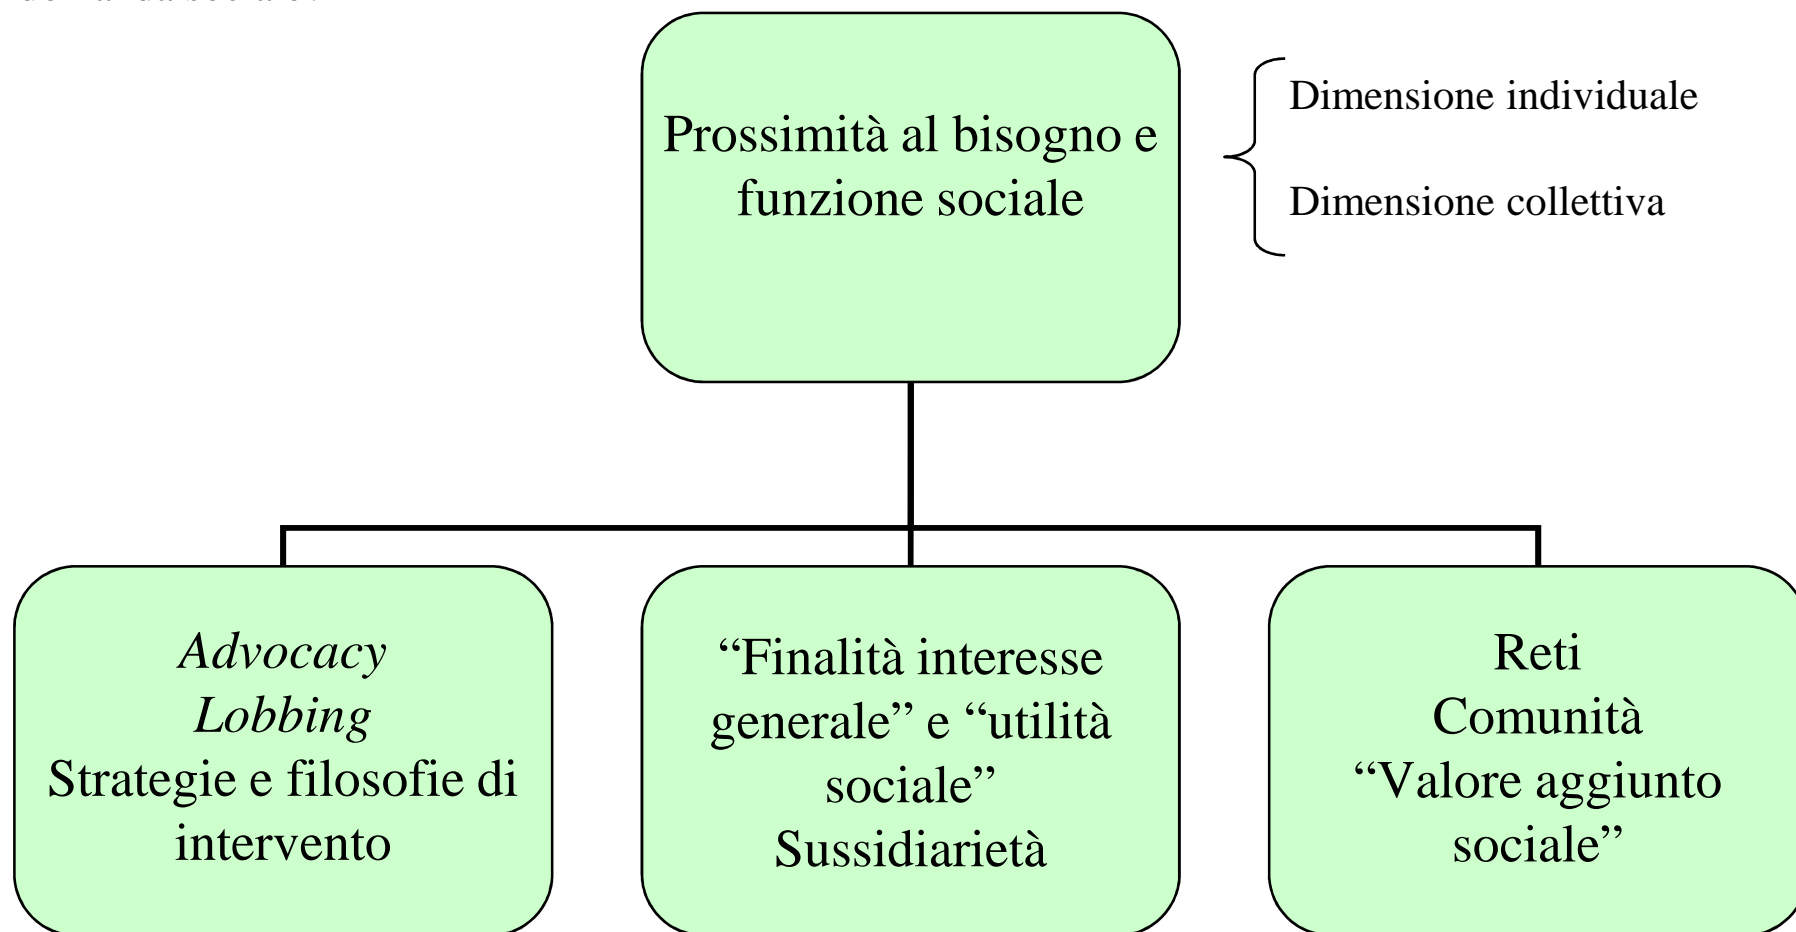 Prossimità al bisogno e
funzione sociale
Dimensione individuale
Dimensione collettiva
Advocacy
Lobbing
Strategie e filosofie di
intervento
“Finalità interesse
generale” e “utilità
sociale”
Sussidiarietà
Reti
Comunità
“Valore aggiunto
sociale”